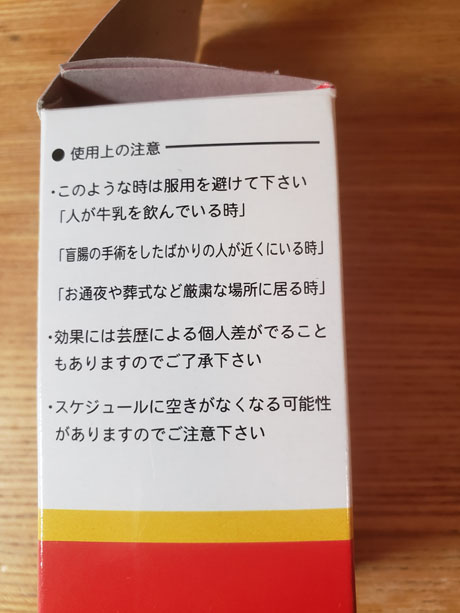 ● 使用上の注意
・このような時は服用を避けて下さい
「人が牛乳を飲んでいる時」
「盲腸の手術をしたばかりの人が近くにいる時」
「お通夜や葬式など厳粛な場所に居る時」
・効果には芸歴による個人差がでること
もありますのでご了承下さい
・スケジュールに空きがなくなる可能性
がありますのでご注意下さい